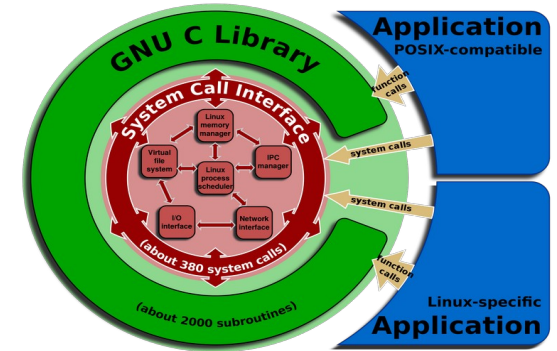 GNU C Library
System Call Interface
Linux
memory
manager
Virtual
file
system
IPC
manager
Linux
process
scheduler
I/O
interface
Network
interface
(about 380 system calls)
(about 2000 subroutines)
Application
POSIX-compatible
function
calls
system calls
system calls
function
calls
Linux-specific
Application